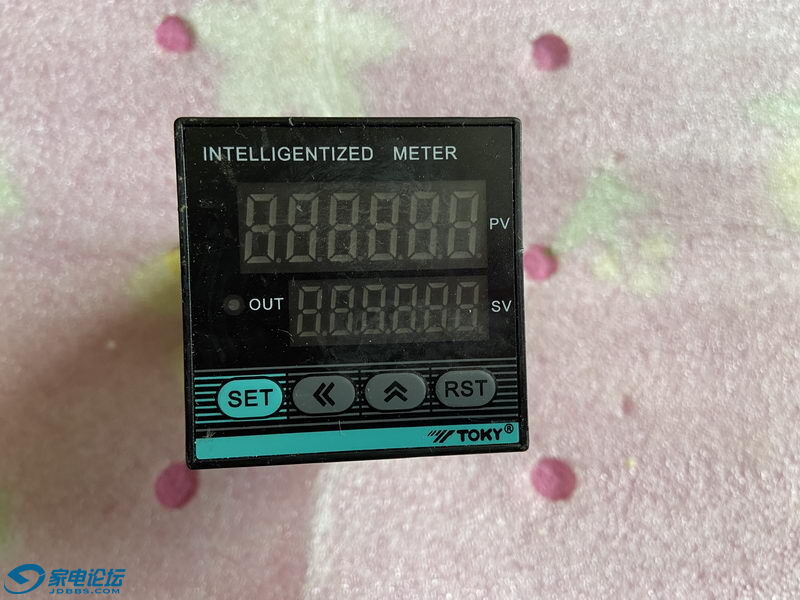 INTELLIGENTIZED METER
PV
OUT SV
SET RST
TOKY®
家电论坛
JDBBS.COM